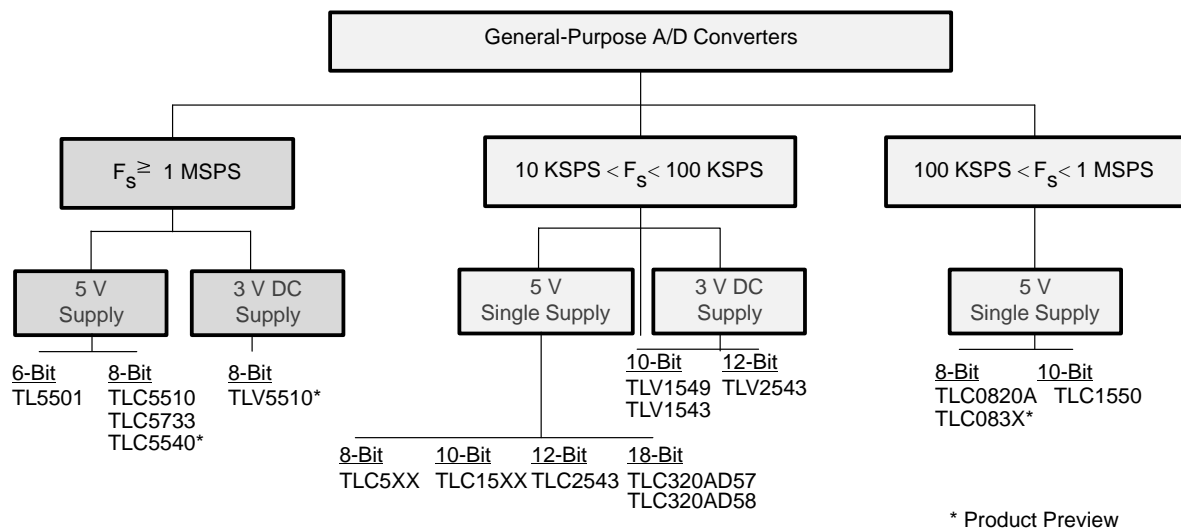 General-Purpose A/D Converters
FS ≥ 1 MSPS
10 KSPS < FS < 100 KSPS
100 KSPS < FS < 1 MSPS
5 V
Supply
3 V DC
Supply
5 V
Single Supply
3 V DC
Supply
5 V
Single Supply
6-Bit
TL5501
8-Bit
TLC5510
TLC5733
TLC5540*
8-Bit
TLV5510*
10-Bit
TLV1549
TLV1543
12-Bit
TLV2543
8-Bit
TLC0820A
TLC083X*
10-Bit
TLC1550
8-Bit
TLC5XX
10-Bit
TLC15XX
12-Bit
TLC2543
18-Bit
TLC320AD57
TLC320AD58
* Product Preview